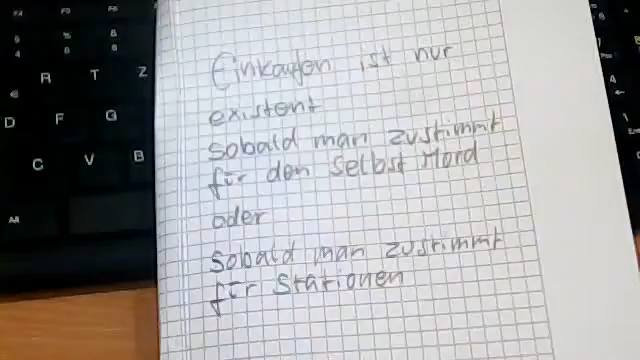 Einkaufen ist nur
existent
sobald man zustimmt
für den Selbst Mord
oder
sobald man zustimmt
für Stationen
R T Z
D F G
C V B